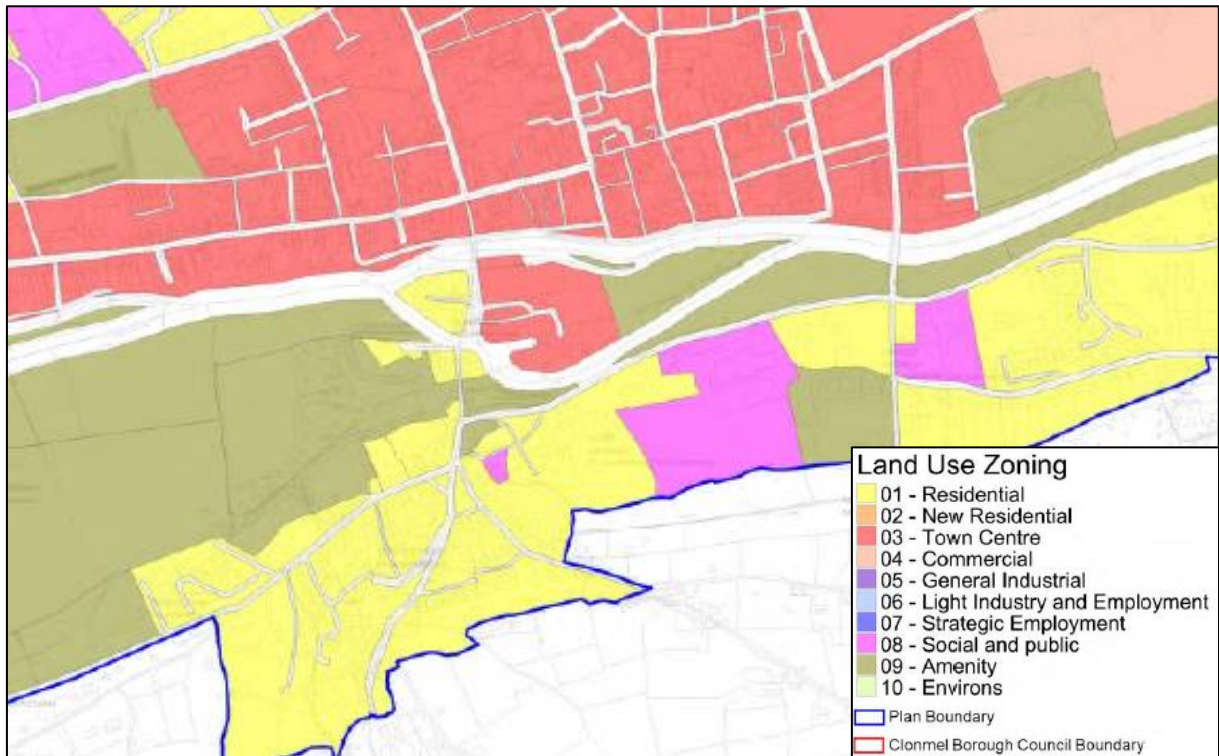 Land Use Zoning
01 - Residential
02 - New Residential
03 - Town Centre
04 - Commercial
05 - General Industrial
06 - Light Industry and Employment
07 - Strategic Employment
08 - Social and public
09 - Amenity
10 - Environs
Plan Boundary
Clonmel Borough Council Boundary